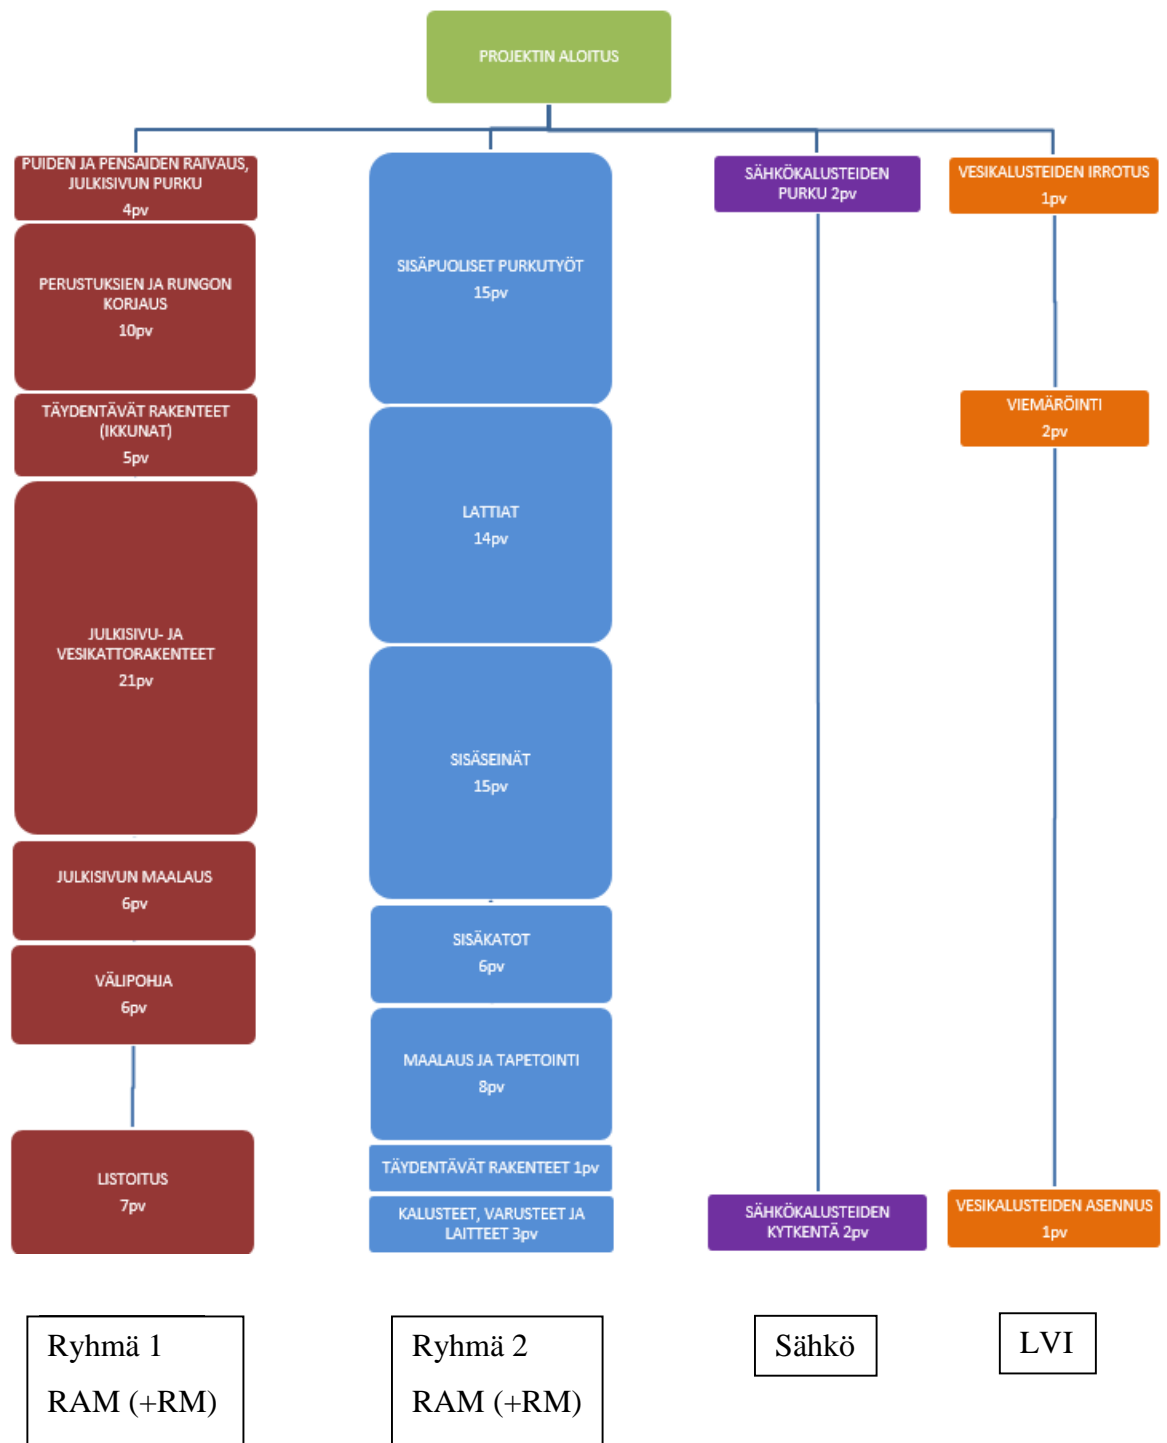 PROJEKTIN ALOITUS
PUIDEN JA PENSAIDEN RAIVAUS,
JULKISIVUN PURKU
4pv
PERUSTUKSIEN JA RUNGON
KORJAUS
10pv
TÄYDENTÄVÄT RAKENTEET
(IKKUNAT)
5pv
JULKISIVU- JA
VESIKATTORAKENTEET
21pv
JULKISIVUN MAALAUS
6pv
VÄLIPOHJA
6pv
LISTOITUS
7pv
SISÄPUOLISET PURKUTYÖT
15pv
LATTIAT
14pv
SISÄSEINÄT
15pv
SISÄKATOT
6pv
MAALAUS JA TAPETOINTI
8pv
TÄYDENTÄVÄT RAKENTEET 1pv
KALUSTEET, VARUSTEET JA
LAITTEET 3pv
SÄHKÖKALUSTEIDEN
PURKU 2pv
SÄHKÖKALUSTEIDEN
KYTKENTÄ 2pv
VESIKALUSTEIDEN IRROTUS
1pv
VIEMÄRÖINTI
2pv
VESIKALUSTEIDEN ASENNUS
1pv
Ryhmä 1
RAM (+RM)
Ryhmä 2
RAM (+RM)
Sähkö
LVI